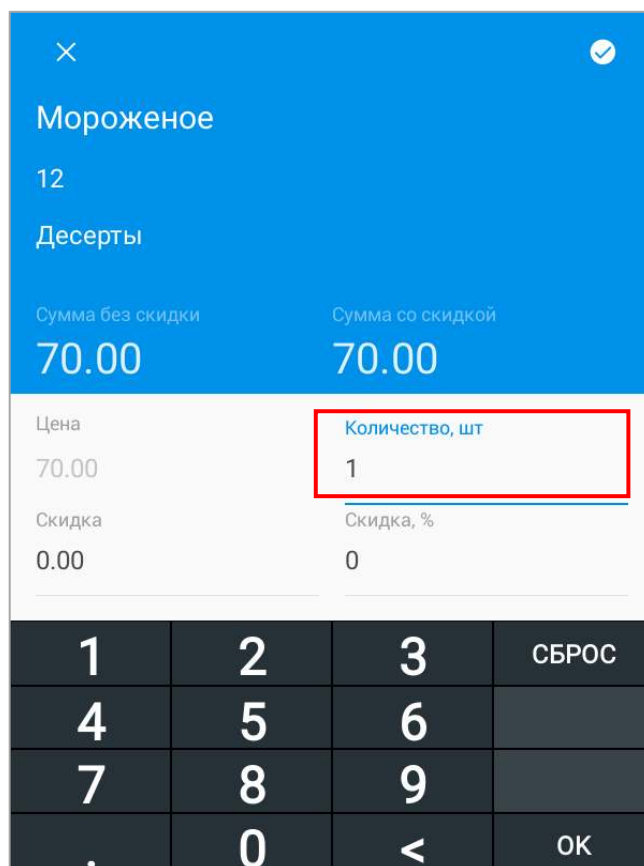 Мороженое
12
Десерты
Сумма без скидки Сумма со скидкой
70.00 70.00
Цена Количество, шт
70.00 1
Скидка Скидка, %
0.00 0
1 2 3 СБРОС
4 5 6
7 8 9
. 0 < ОК